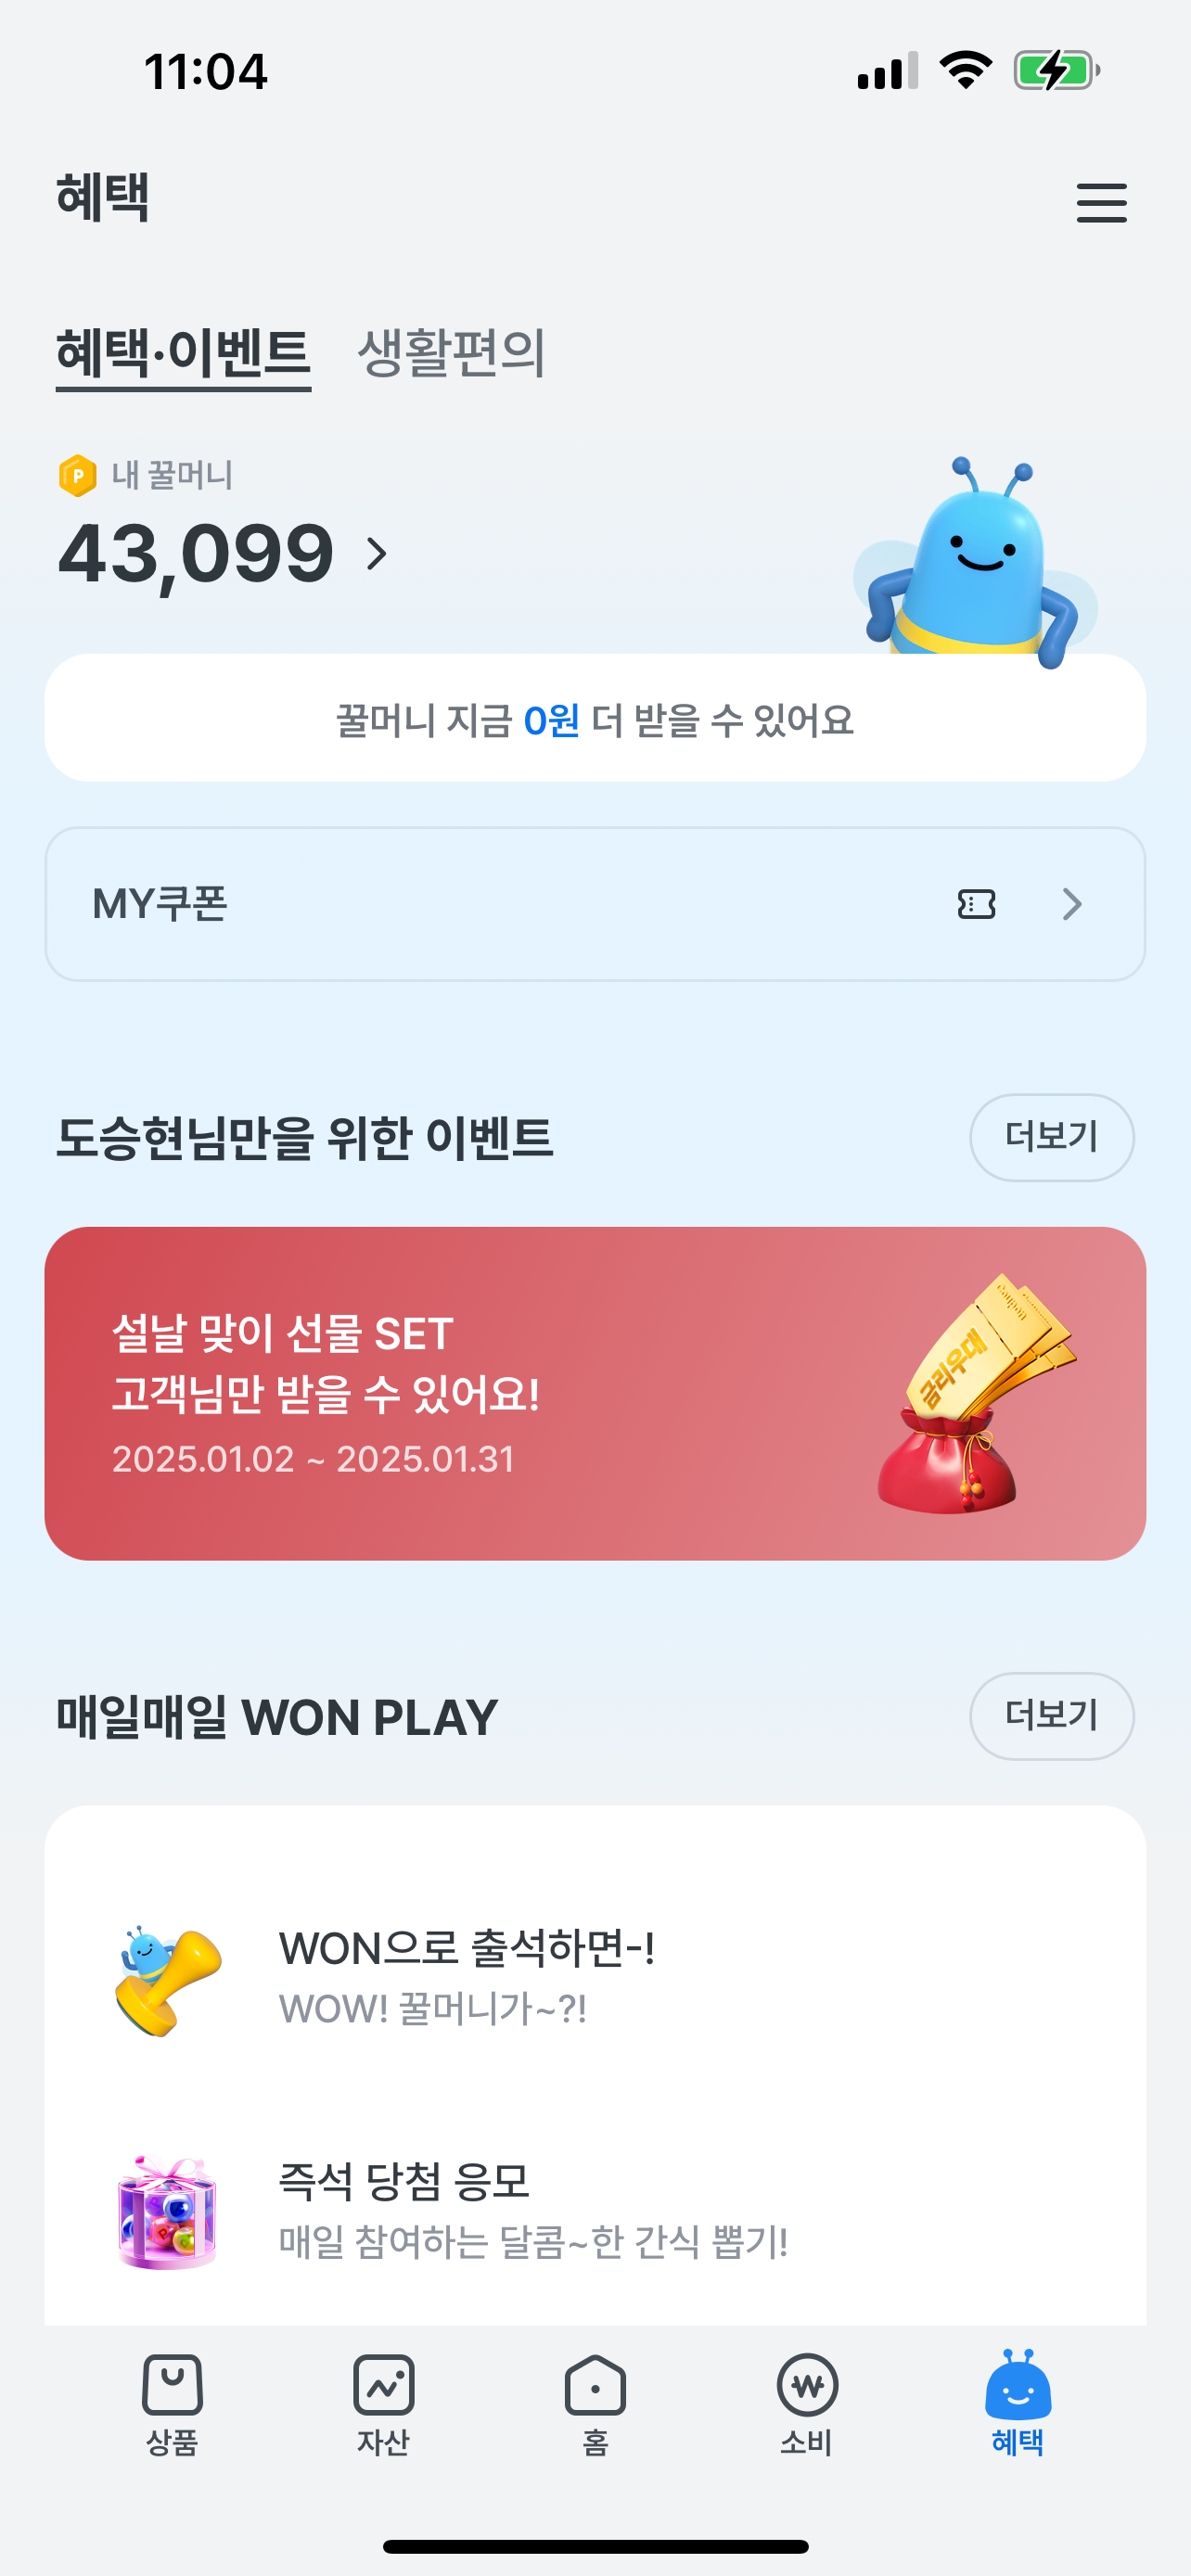 11:04
혜택
혜택·이벤트 생활편의
P 내 꿀머니
43,099
꿀머니 지금 0원 더 받을 수 있어요
MY쿠폰
도승현님만을 위한 이벤트 더보기
설날 맞이 선물 SET
고객님만 받을 수 있어요!
2025.01.02 ~ 2025.01.31
금리우대
coupon
매일매일 WON PLAY 더보기
WON으로 출석하면-!
WOW! 꿀머니가~?!
즉석 당첨 응모
매일 참여하는 달콤~한 간식 뽑기!
상품 자산 홈 소비 혜택